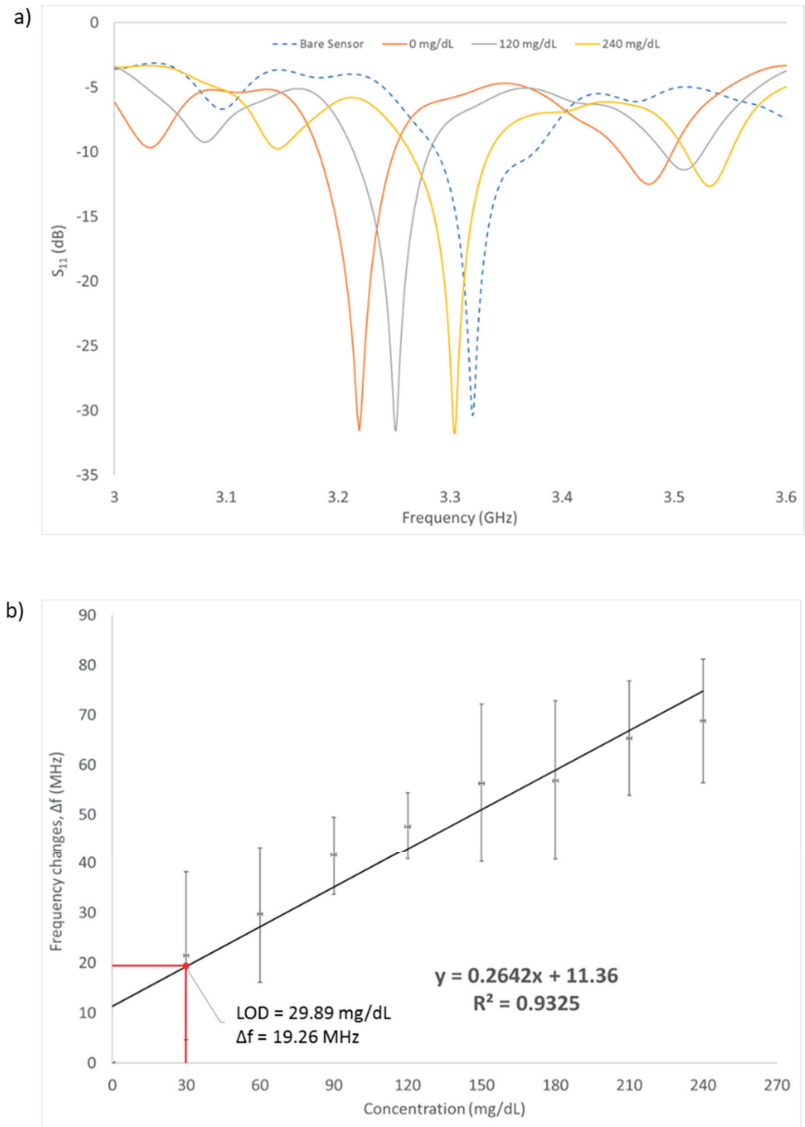 a)
0
-5
-10
-15
-20
-25
-30
-35
S₁₁ (dB)
Bare Sensor 0 mg/dL 120 mg/dL 240 mg/dL
3 3.1 3.2 3.3 3.4 3.5 3.6
Frequency (GHz)
b)
90
80
70
60
50
40
30
20
10
0
Frequency changes, Δf (MHz)
y = 0.2642x + 11.36
R² = 0.9325
LOD = 29.89 mg/dL
Δf = 19.26 MHz
0 30 60 90 120 150 180 210 240 270
Concentration (mg/dL)